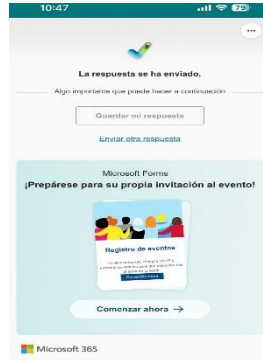 10:47
79
La respuesta se ha enviado.
Algo importante que puede hacer a continuación
Guardar mi respuesta
Enviar otra respuesta
Microsoft Forms
¡Prepárese para su propia invitación al evento!
Registro de eventos
Comenzar ahora →
Microsoft 365